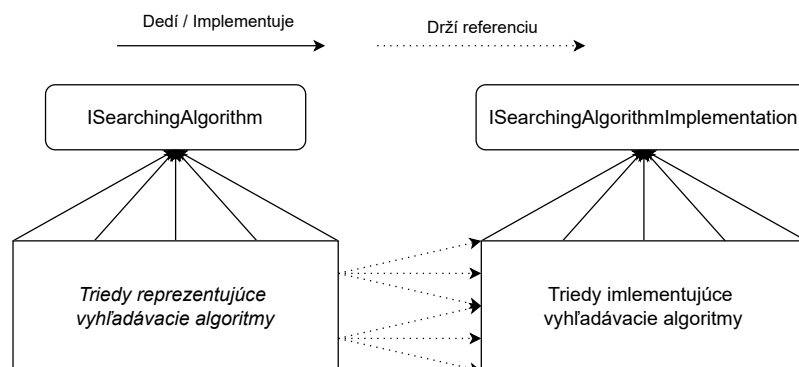 Dedí / Implementuje
Drží referenciu
ISearchingAlgorithm
ISearchingAlgorithmImplementation
Triedy reprezentujúce
vyhľadávacie algoritmy
Triedy imlementujúce
vyhľadávacie algoritmy